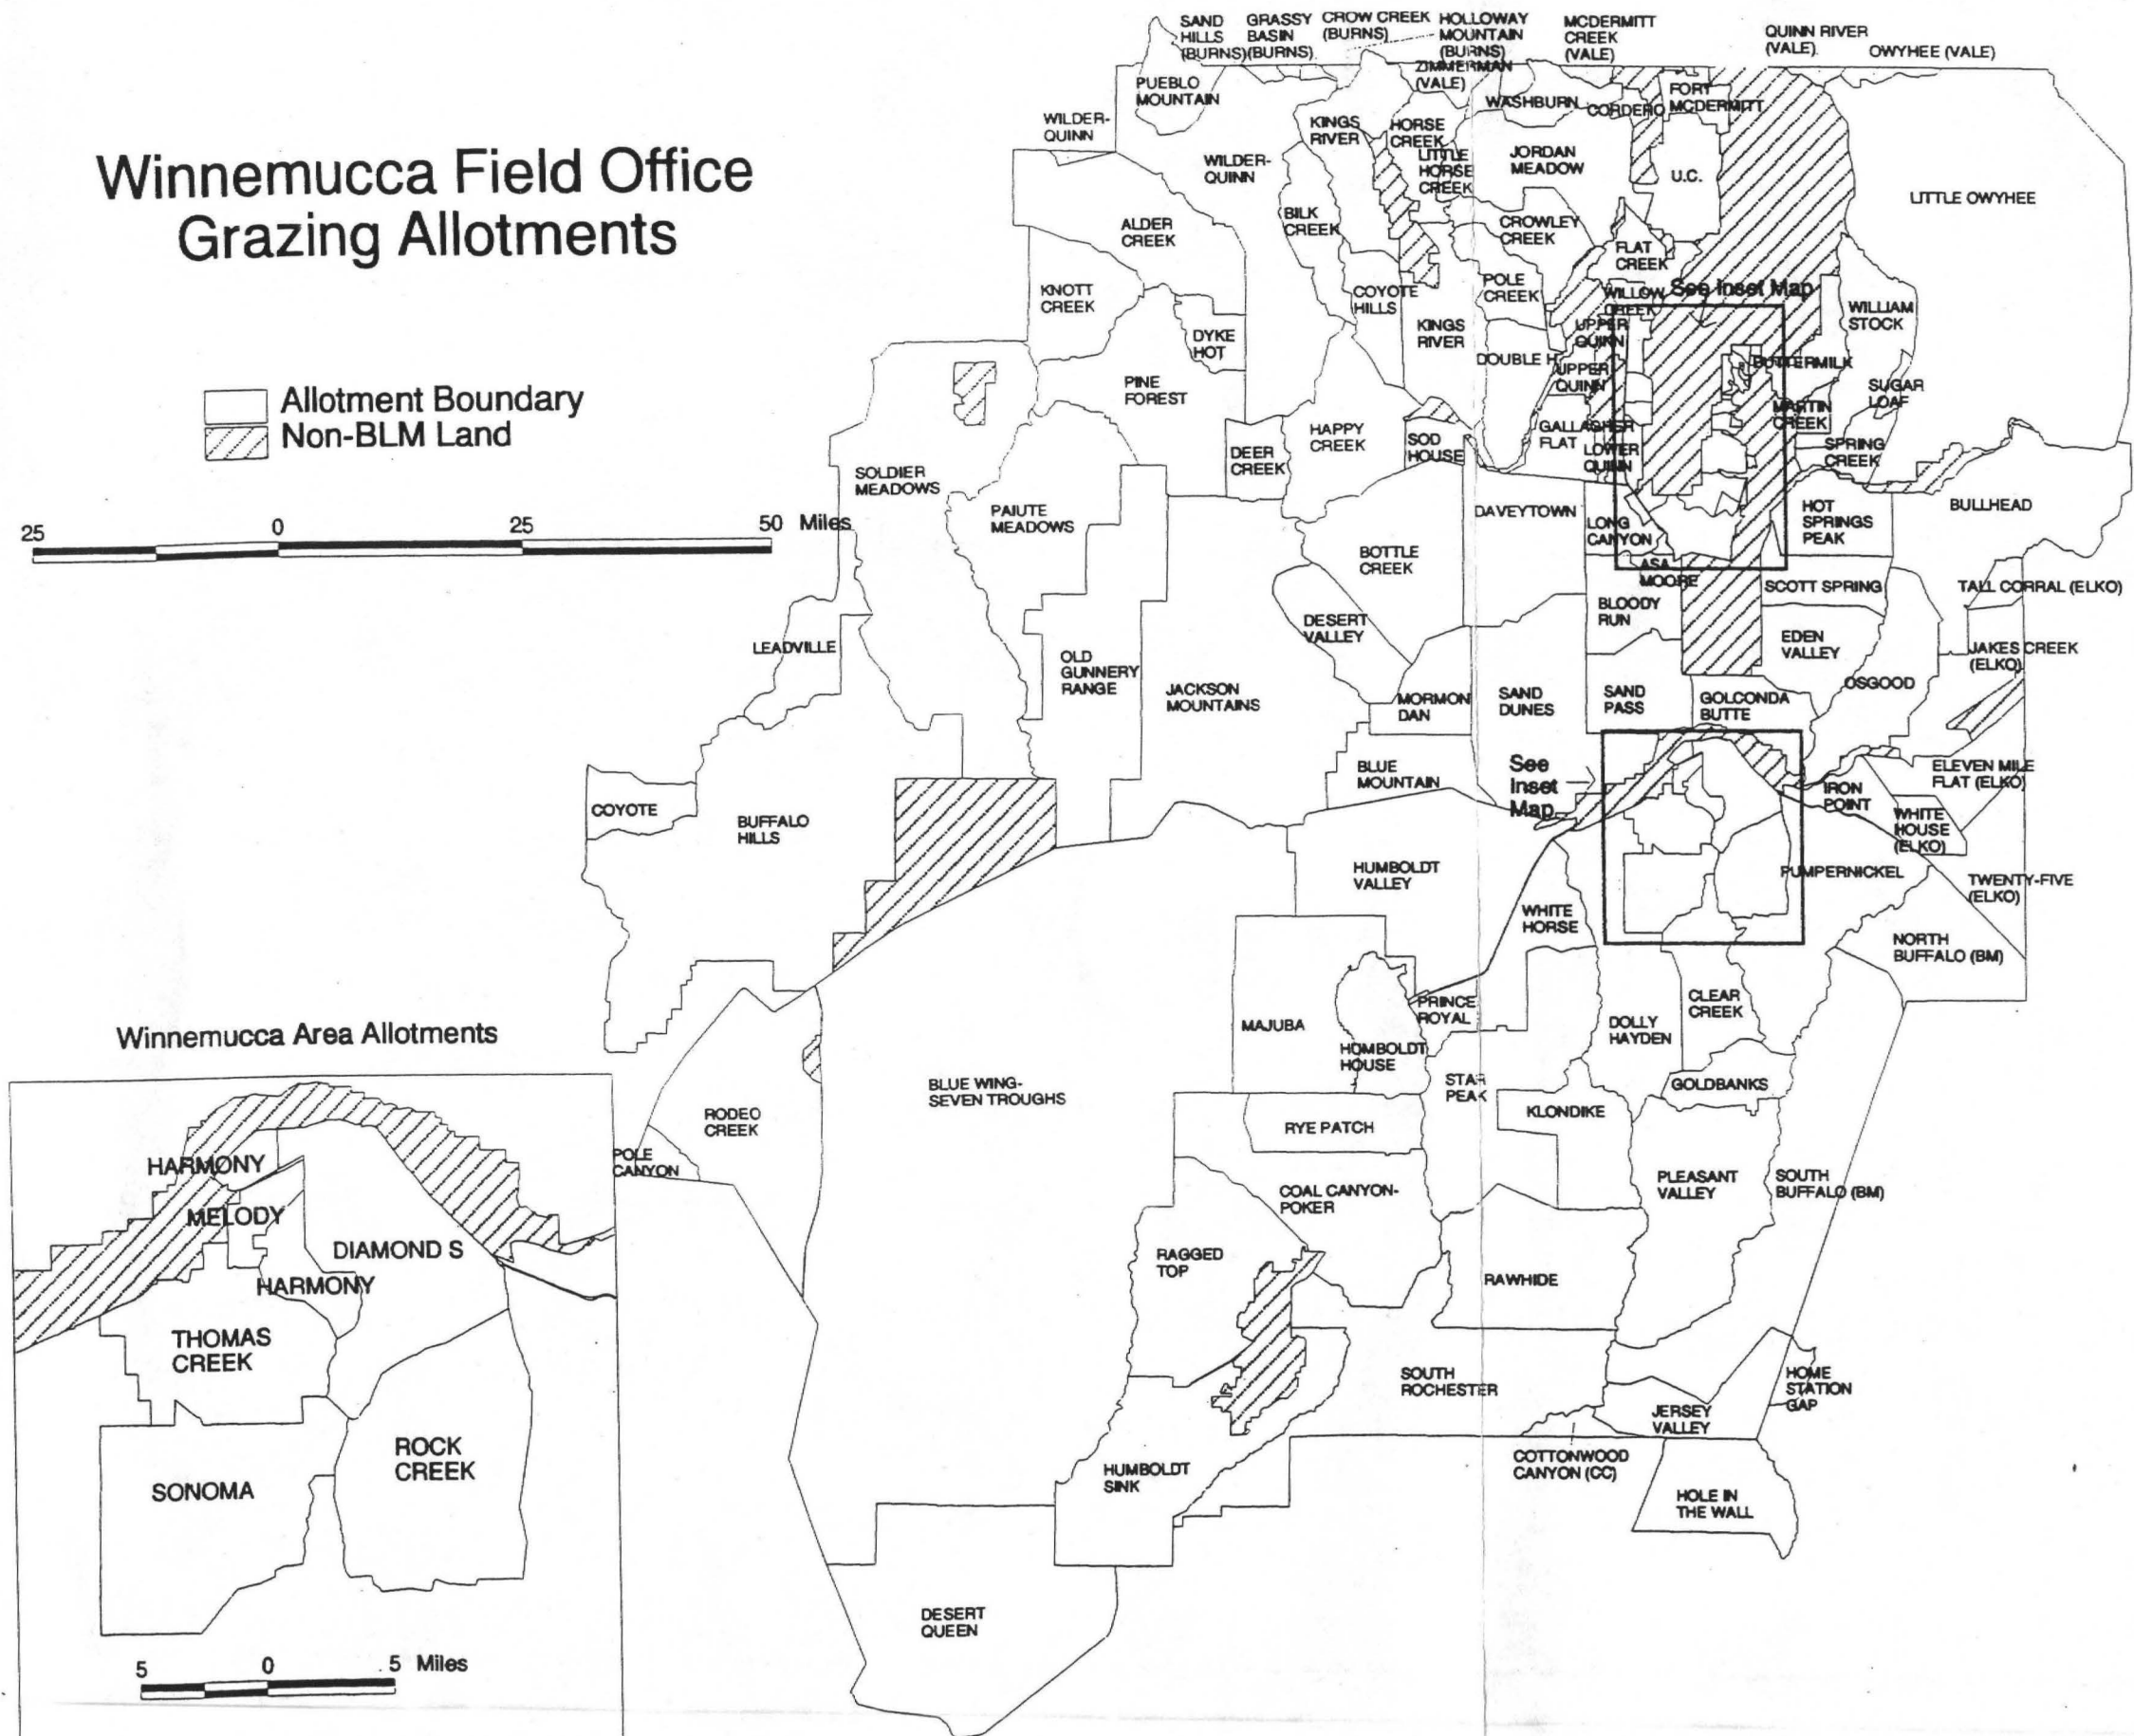 Winnemucca Field Office
Grazing Allotments
Allotment Boundary
Non-BLM Land
25 0 25 50 Miles
SAND
HILLS
(BURNS)
GRASSY
BASIN
(BURNS)
CROW CREEK
(BURNS)
HOLLOWAY
MOUNTAIN
(BURNS)
ZIMMERMAN
(VALE)
MCDERMITT
CREEK
(VALE)
QUINN RIVER
(VALE)
OWYHEE (VALE)
PUEBLO
MOUNTAIN
WILDER-
QUINN
WILDER-
QUINN
KINGS
RIVER
HORSE
CREEK
LITTLE
HORSE
CREEK
WASHBURN
CORDERO
FORT
MCDERMITT
JORDAN
MEADOW
U.C.
LITTLE OWYHEE
ALDER
CREEK
BILK
CREEK
CROWLEY
CREEK
FLAT
CREEK
KNOTT
CREEK
COYOTE
HILLS
POLE
CREEK
WILLOW
CREEK
See Inset Map
WILLIAM
STOCK
DYKE
HOT
KINGS
RIVER
DOUBLE H
UPPER
QUINN
UPPER
QUINN
BUTTERMILK
PINE
FOREST
SUGAR
LOAF
MARTIN
CREEK
HAPPY
CREEK
SOD
HOUSE
GALLAGHER
FLAT
LOWER
QUINN
SPRING
CREEK
DEER
CREEK
SOLDIER
MEADOWS
PAIUTE
MEADOWS
DAVEYTOWN
LONG
CANYON
HOT
SPRINGS
PEAK
BULLHEAD
BOTTLE
CREEK
ASA
MOORE
SCOTT SPRING
TALL CORRAL (ELKO)
BLOODY
RUN
DESERT
VALLEY
EDEN
VALLEY
JAKES CREEK
(ELKO)
LEADVILLE
OLD
GUNNERY
RANGE
JACKSON
MOUNTAINS
MORMON
DAN
SAND
DUNES
SAND
PASS
GOLCONDA
BUTTE
OSGOOD
BLUE
MOUNTAIN
See
Inset
Map
IRON
POINT
ELEVEN MILE
FLAT (ELKO)
COYOTE
BUFFALO
HILLS
WHITE
HOUSE
(ELKO)
HUMBOLDT
VALLEY
PUMPERNICKEL
TWENTY-FIVE
(ELKO)
WHITE
HORSE
NORTH
BUFFALO (BM)
MAJUBA
PRINCE
ROYAL
DOLLY
HAYDEN
CLEAR
CREEK
HUMBOLDT
HOUSE
STAR
PEAK
GOLDBANKS
BLUE WING-
SEVEN TROUGHS
RODEO
CREEK
POLE
CANYON
RYE PATCH
KLONDIKE
COAL CANYON-
POKER
PLEASANT
VALLEY
SOUTH
BUFFALO (BM)
RAGGED
TOP
RAWHIDE
SOUTH
ROCHESTER
HOME
STATION
GAP
JERSEY
VALLEY
HUMBOLDT
SINK
COTTONWOOD
CANYON (CC)
HOLE IN
THE WALL
DESERT
QUEEN
Winnemucca Area Allotments
HARMONY
MELODY
DIAMOND S
HARMONY
THOMAS
CREEK
ROCK
CREEK
SONOMA
5 0 5 Miles